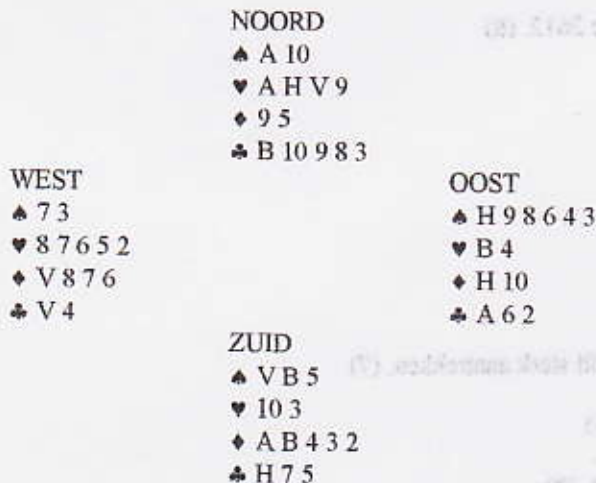 NOORD
♠ A 10
♥ A H V 9
♦ 9 5
♣ B 10 9 8 3
WEST
♠ 7 3
♥ 8 7 6 5 2
♦ V 8 7 6
♣ V 4
OOST
♠ H 9 8 6 4 3
♥ B 4
♦ H 10
♣ A 6 2
ZUID
♠ V B 5
♥ 10 3
♦ A B 4 3 2
♣ H 7 5